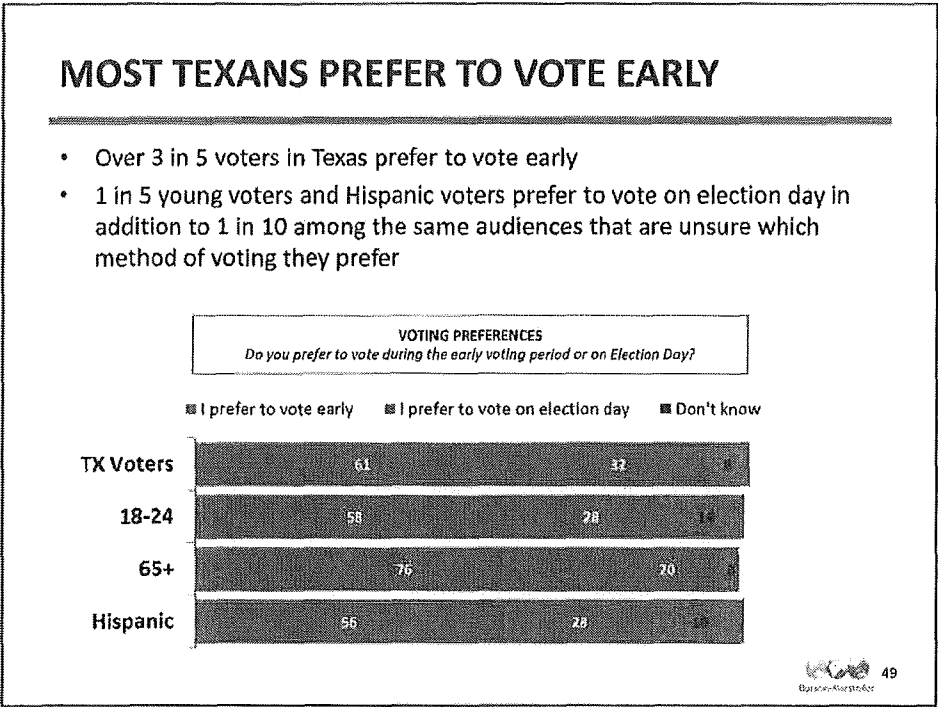 MOST TEXANS PREFER TO VOTE EARLY
• Over 3 in 5 voters in Texas prefer to vote early
• 1 in 5 young voters and Hispanic voters prefer to vote on election day in
addition to 1 in 10 among the same audiences that are unsure which
method of voting they prefer
VOTING PREFERENCES
Do you prefer to vote during the early voting period or on Election Day?
I prefer to vote early I prefer to vote on election day Don't know
TX Voters 61 32
18-24 58 28 14
65+ 76 20
Hispanic 56 28
Burson-Marsteller
49